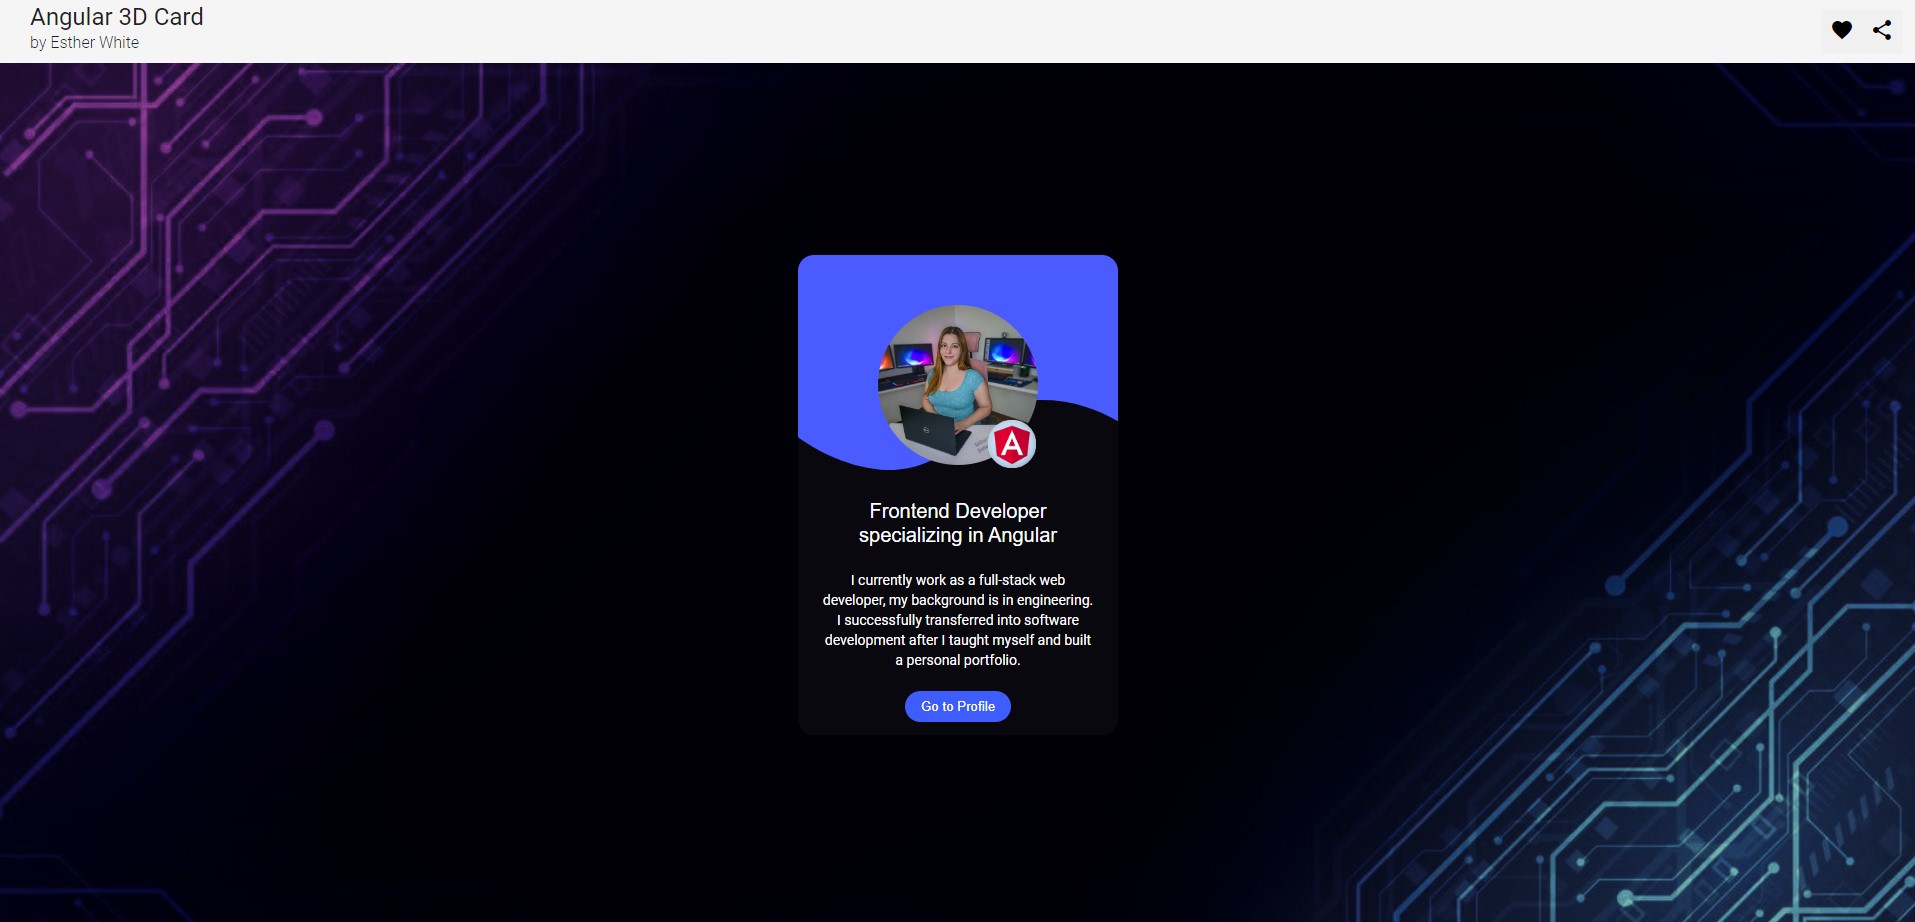 Angular 3D Card
by Esther White
A
Frontend Developer
specializing in Angular
I currently work as a full-stack web
developer, my background is in engineering.
I successfully transferred into software
development after I taught myself and built
a personal portfolio.
Go to Profile